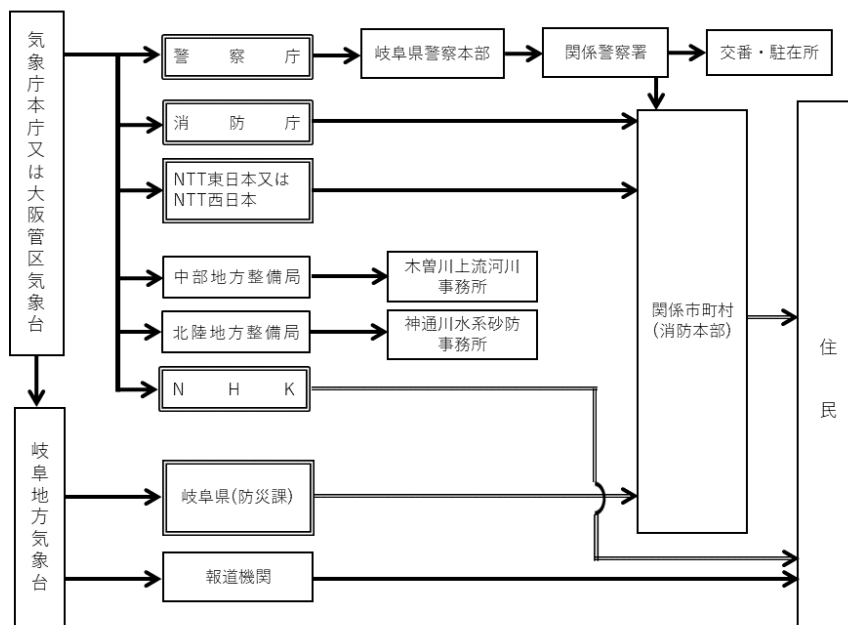 気象庁本庁又は大阪管区気象台
警察庁
岐阜県警察本部
関係警察署
交番・駐在所
消防庁
NTT東日本又は
NTT西日本
中部地方整備局
木曽川上流河川
事務所
北陸地方整備局
神通川水系砂防
事務所
NHK
関係市町村
(消防本部)
住民
岐阜地方気象台
岐阜県(防災課)
報道機関